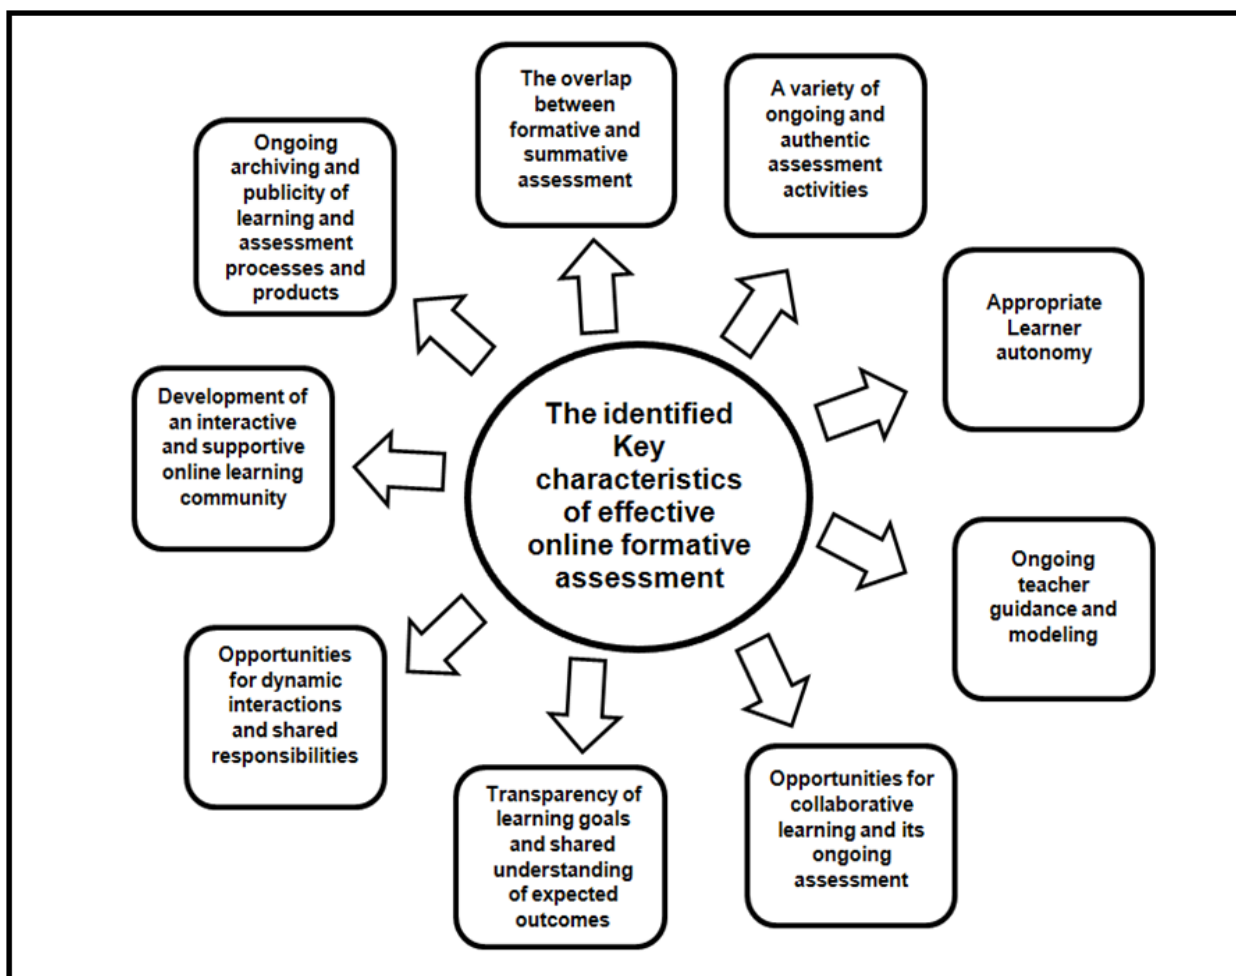 The overlap
between
formative and
summative
assessment
A variety of
ongoing and
authentic
assessment
activities
Ongoing
archiving and
publicity of
learning and
assessment
processes and
products
Appropriate
Learner
autonomy
Development of
an interactive
and supportive
online learning
community
The identified
Key
characteristics
of effective
online formative
assessment
Ongoing
teacher
guidance and
modeling
Opportunities
for dynamic
interactions
and shared
responsibilities
Transparency of
learning goals
and shared
understanding
of expected
outcomes
Opportunities for
collaborative
learning and its
ongoing
assessment